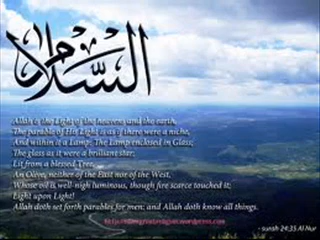 السَّلام
Allah is the Light of the heavens and the earth.
The parable of His Light is as if there were a niche,
And within it a Lamp: The Lamp enclosed in Glass;
The glass as it were a brilliant star;
Lit from a blessed Tree,
An Olive, neither of the East nor of the West,
Whose oil is well-nigh luminous, though fire scarce touched it;
Light upon Light!
Allah doth set forth parables for men; and Allah doth know all things.
- surah 24:35 Al Nur